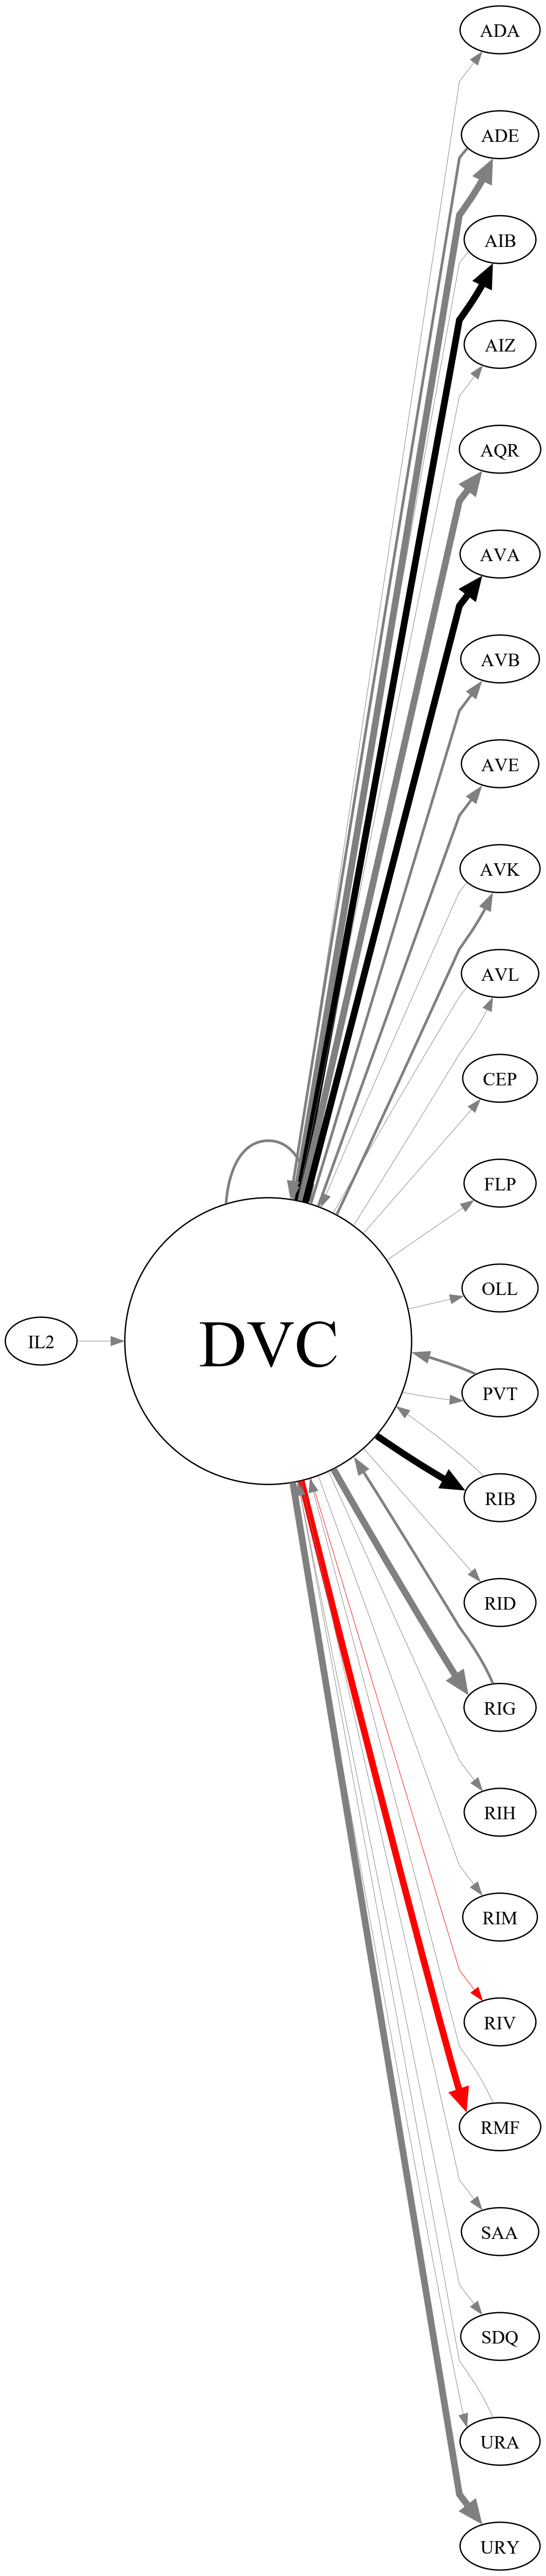 ADA
ADE
AIB
AIZ
AQR
AVA
AVB
AVE
AVK
AVL
CEP
FLP
OLL
IL2
DVC
PVT
RIB
RID
RIG
RIH
RIM
RIV
RMF
SAA
SDQ
URA
URY